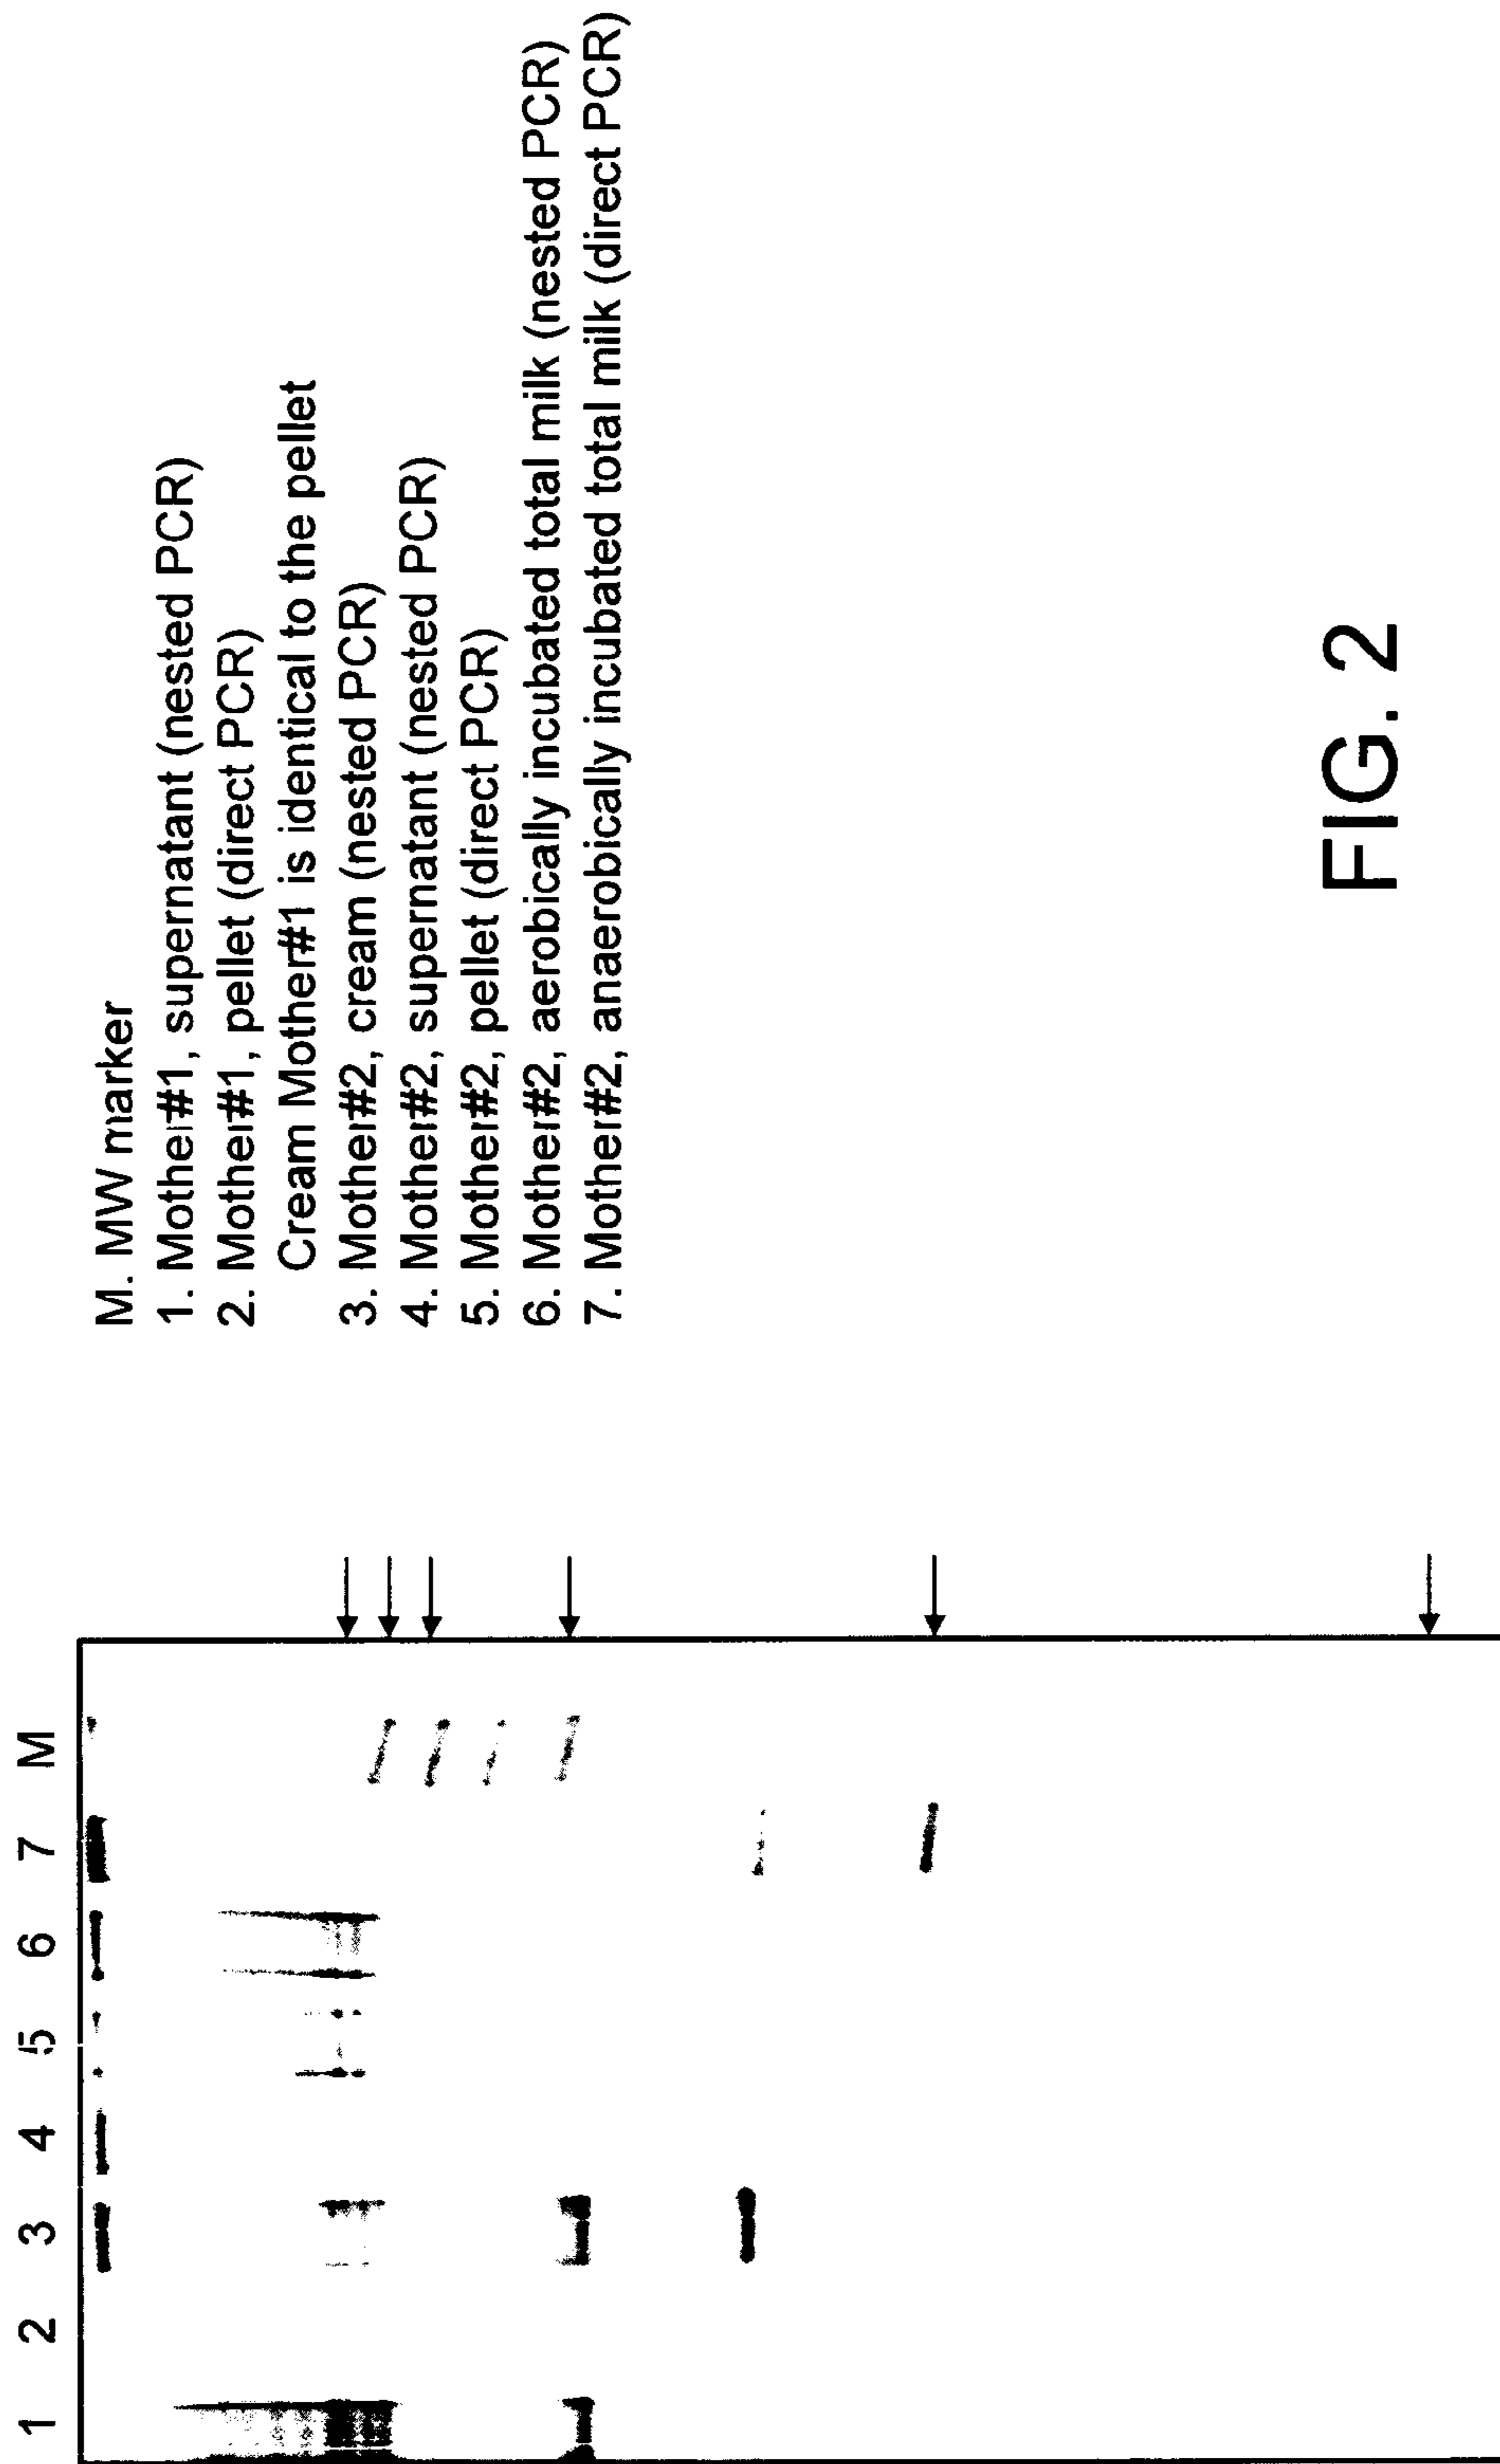 1 2 3 4 5 6 7 M
M. MW marker
1. Mother#1, supernatant (nested PCR)
2. Mother#1, pellet (direct PCR)
Cream Mother#1 is identical to the pellet
3. Mother#2, cream (nested PCR)
4. Mother#2, supernatant (nested PCR)
5. Mother#2, pellet (direct PCR)
6. Mother#2, aerobically incubated total milk (nested PCR)
7. Mother#2, anaerobically incubated total milk (direct PCR)
FIG. 2